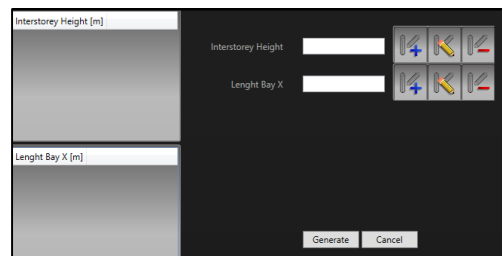 Interstorey Height [m]
Interstorey Height
Lenght Bay X
Lenght Bay X [m]
Generate Cancel